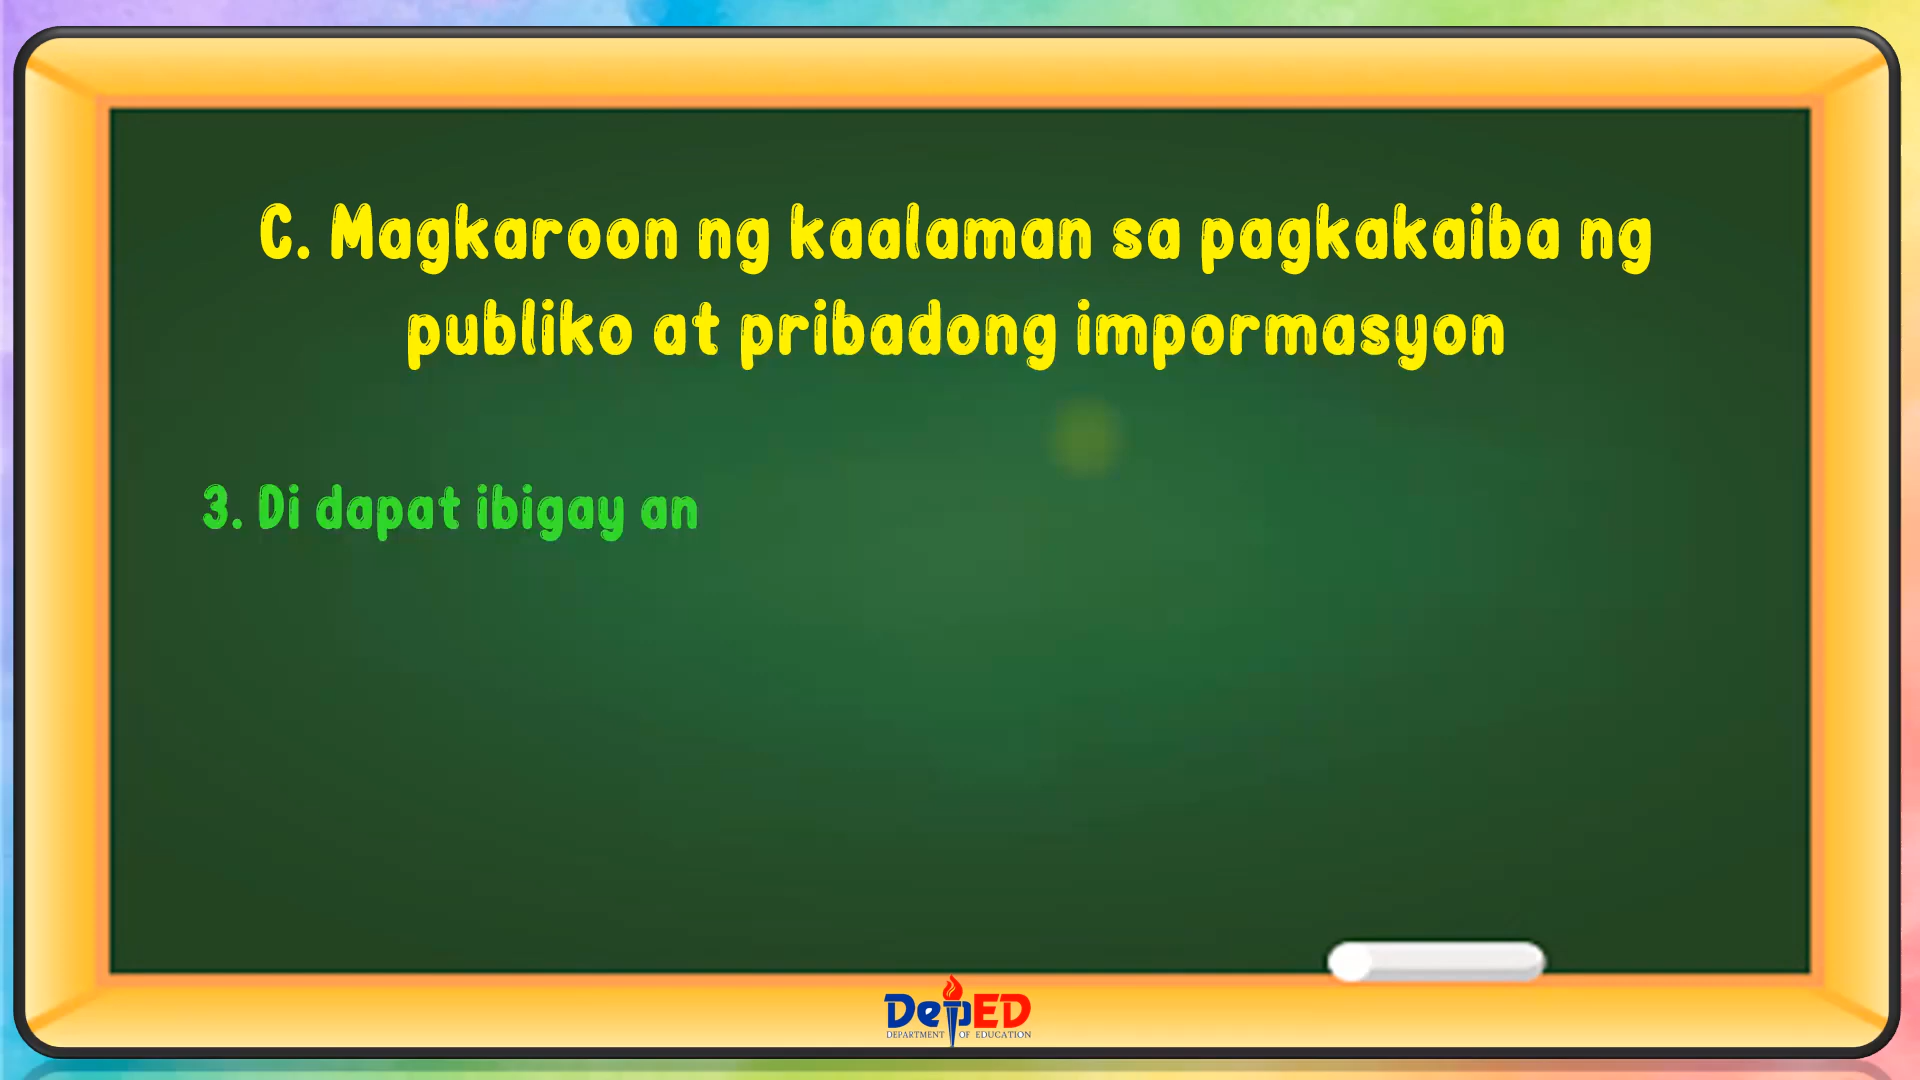 C. Magkaroon ng kaalaman sa pagkakaiba ng
publiko at pribadong impormasyon
3. Di dapat ibigay an
DepED
DEPARTMENT OF EDUCATION